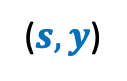 (s, y)